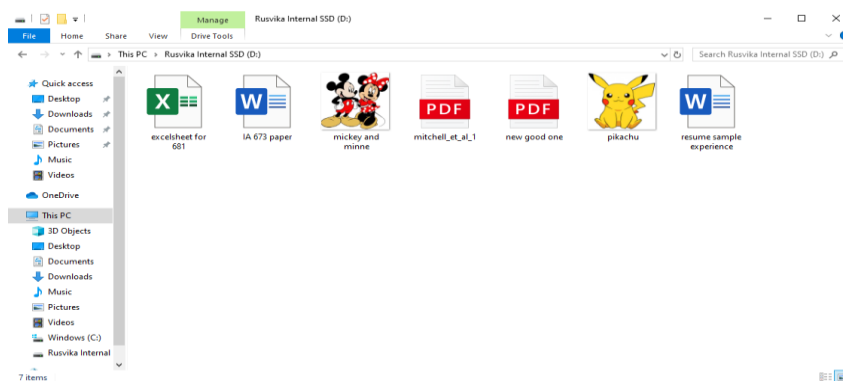 Manage
Rusvika Internal SSD (D:)
File
Home
Share
View
Drive Tools
This PC
Rusvika Internal SSD (D:)
Search Rusvika Internal SSD (D:)
Quick access
Desktop
Downloads
Documents
Pictures
Music
Videos
OneDrive
This PC
3D Objects
Desktop
Documents
Downloads
Music
Pictures
Videos
Windows (C:)
Rusvika Internal
X
excelsheet for
681
W
IA 673 paper
mickey and
minne
PDF
mitchell_et_al_1
PDF
new good one
pikachu
W
resume sample
experience
7 items